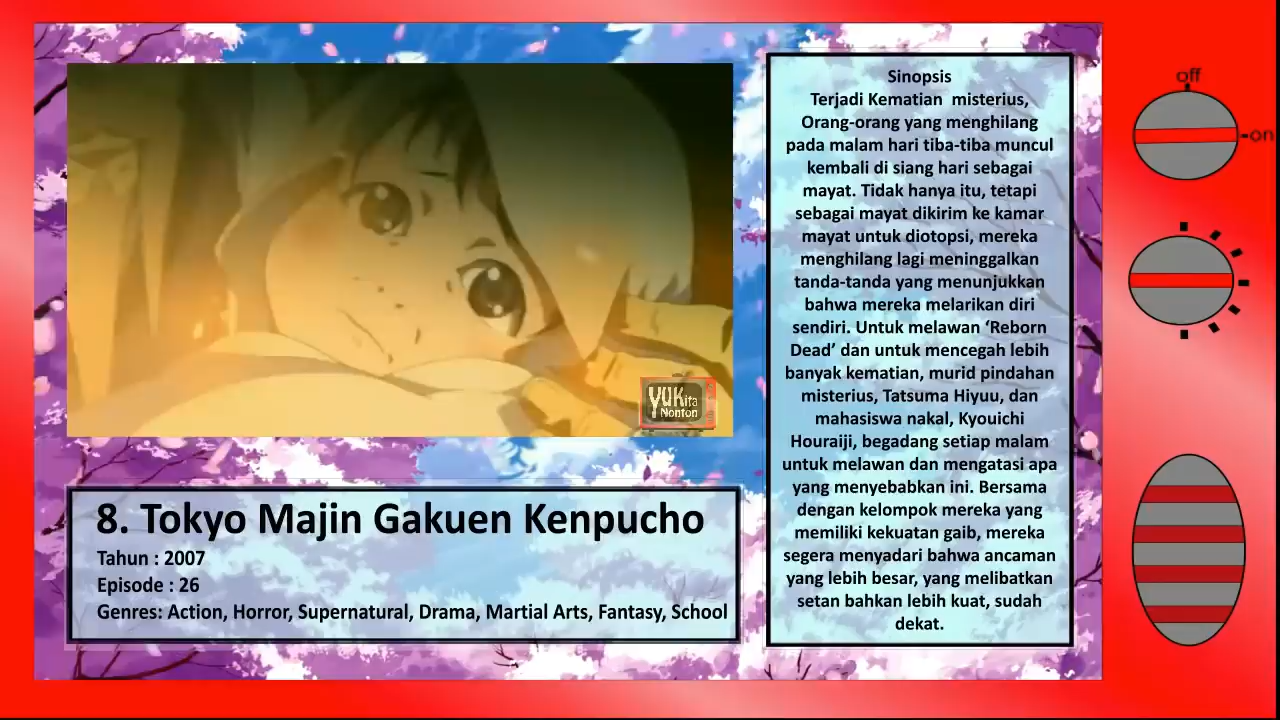 Sinopsis
Terjadi Kematian misterius,
Orang-orang yang menghilang
pada malam hari tiba-tiba muncul
kembali di siang hari sebagai
mayat. Tidak hanya itu, tetapi
sebagai mayat dikirim ke kamar
mayat untuk diotopsi, mereka
menghilang lagi meninggalkan
tanda-tanda yang menunjukkan
bahwa mereka melarikan diri
sendiri. Untuk melawan ‘Reborn
Dead’ dan untuk mencegah lebih
banyak kematian, murid pindahan
misterius, Tatsuma Hiyuu, dan
mahasiswa nakal, Kyouichi
Houraiji, begadang setiap malam
untuk melawan dan mengatasi apa
yang menyebabkan ini. Bersama
dengan kelompok mereka yang
memiliki kekuatan gaib, mereka
segera menyadari bahwa ancaman
yang lebih besar, yang melibatkan
setan bahkan lebih kuat, sudah
dekat.
YUKita
Nonton
8. Tokyo Majin Gakuen Kenpucho
Tahun : 2007
Episode : 26
Genres: Action, Horror, Supernatural, Drama, Martial Arts, Fantasy, School
off
on